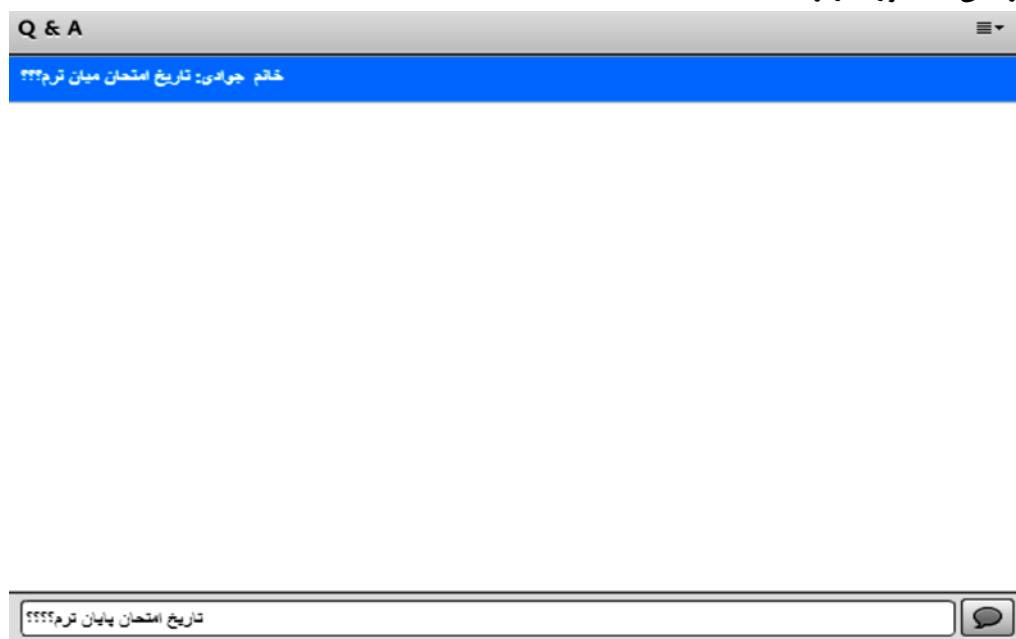 Q & A
خانم جوادی: تاریخ امتحان میان ترم؟؟؟
تاریخ امتحان پایان ترم؟؟؟؟